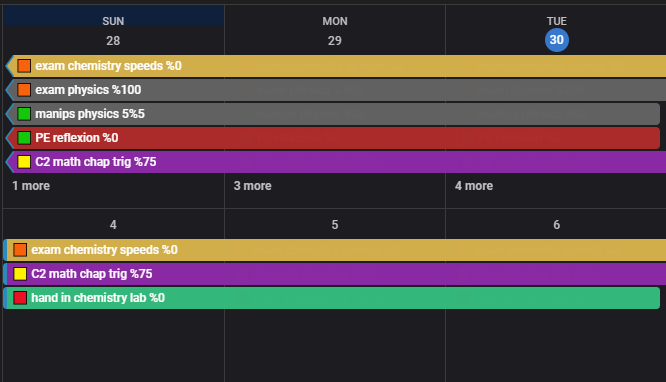 SUN MON TUE
28 29 30
exam chemistry speeds %0
exam physics %100
manips physics 5%5
PE reflexion %0
C2 math chap trig %75
1 more 3 more 4 more
4 5 6
exam chemistry speeds %0
C2 math chap trig %75
hand in chemistry lab %0